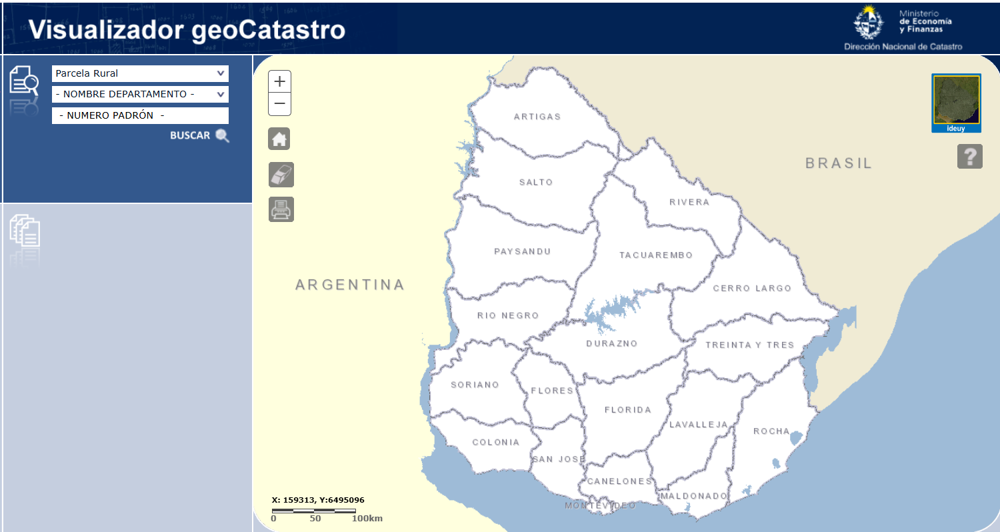 Visualizador geoCatastro
Ministerio
de Economía
y Finanzas
Dirección Nacional de Catastro
Parcela Rural
- NOMBRE DEPARTAMENTO -
- NUMERO PADRÓN -
BUSCAR
+
−
ideuy
?
ARTIGAS
BRASIL
SALTO
RIVERA
PAYSANDU
TACUAREMBO
ARGENTINA
CERRO LARGO
RIO NEGRO
DURAZNO
TREINTA Y TRES
SORIANO
FLORES
FLORIDA
LAVALLEJA
ROCHA
COLONIA
SAN JOSE
CANELONES
MALDONADO
MONTEVIDEO
X: 159313, Y:6495096
0 50 100km